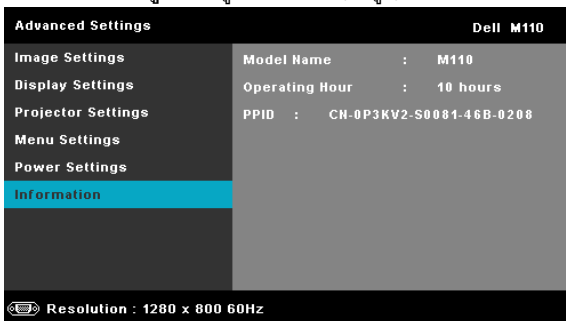 Advanced Settings Dell M110
Image Settings
Display Settings
Projector Settings
Menu Settings
Power Settings
Information
Model Name : M110
Operating Hour : 10 hours
PPID : CN-0P3KV2-S0081-46B-0208
Resolution : 1280 x 800 60Hz